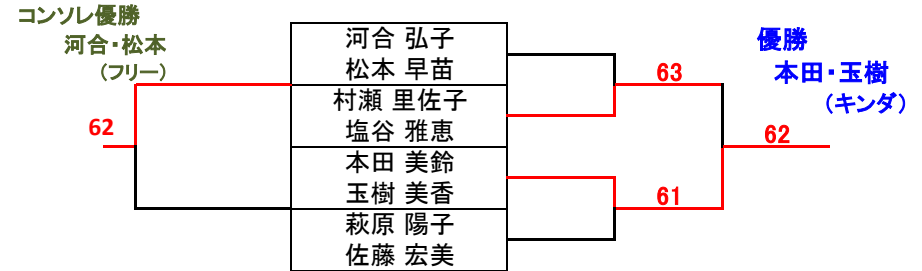 コンソレ優勝
河合・松本
(フリー)
62
河合 弘子
松本 早苗
村瀬 里佐子
塩谷 雅恵
本田 美鈴
玉樹 美香
萩原 陽子
佐藤 宏美
63
61
62
優勝
本田・玉樹
(キンダ)